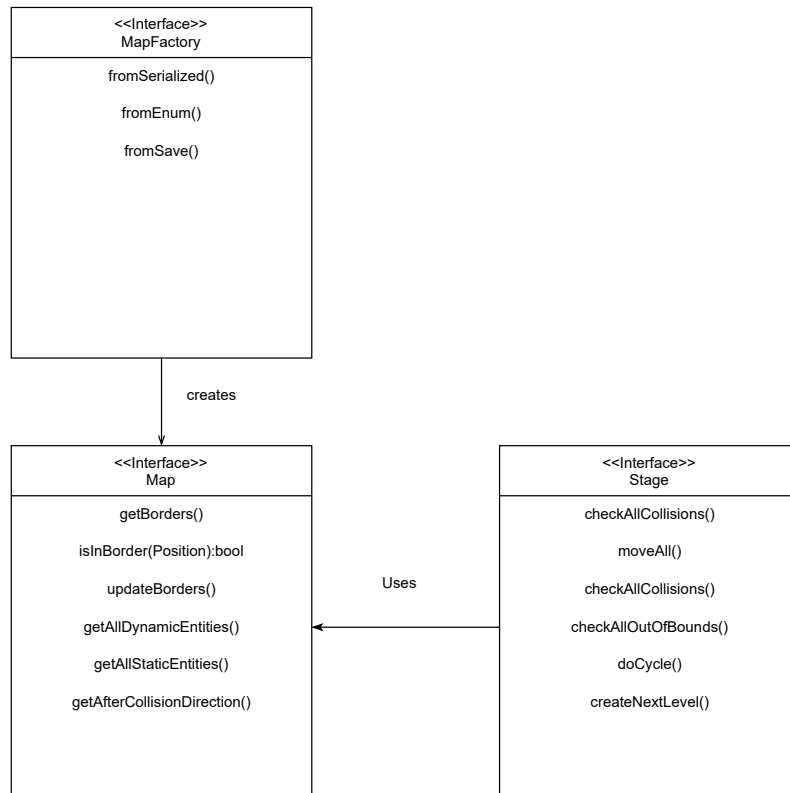 <<Interface>>
MapFactory
fromSerialized()
fromEnum()
fromSave()
creates
<<Interface>>
Map
getBorders()
isInBorder(Position):bool
updateBorders()
getAllDynamicEntities()
getAllStaticEntities()
getAfterCollisionDirection()
Uses
<<Interface>>
Stage
checkAllCollisions()
moveAll()
checkAllCollisions()
checkAllOutOfBounds()
doCycle()
createNextLevel()